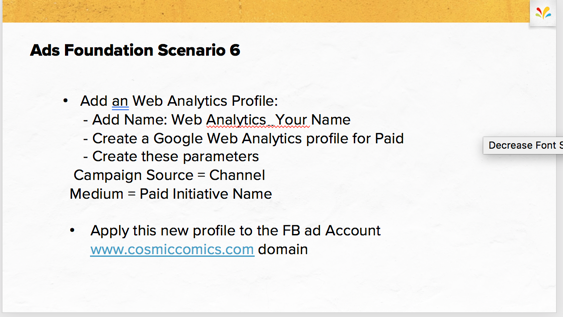 Ads Foundation Scenario 6
• Add an Web Analytics Profile:
- Add Name: Web Analytics_Your Name
- Create a Google Web Analytics profile for Paid
- Create these parameters
Campaign Source = Channel
Medium = Paid Initiative Name
• Apply this new profile to the FB ad Account
www.cosmiccomics.com domain
Decrease Font S